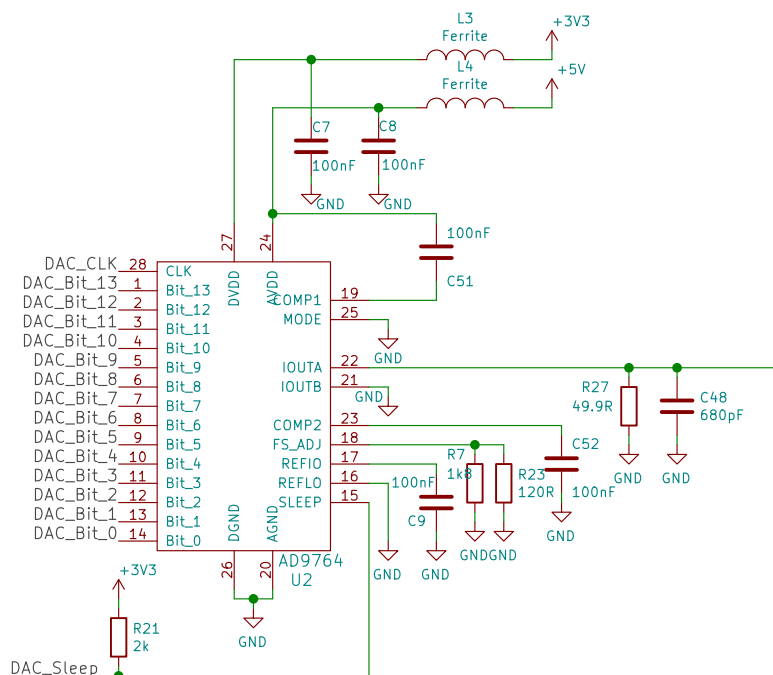 L3
Ferrite
+3V3
L4
Ferrite
+5V
C7
100nF
C8
100nF
GND
GND
27
24
100nF
C51
DAC_CLK 28 CLK
DAC_Bit_13 1 Bit_13
DAC_Bit_12 2 Bit_12
DAC_Bit_11 3 Bit_11
DAC_Bit_10 4 Bit_10
DAC_Bit_9 5 Bit_9
DAC_Bit_8 6 Bit_8
DAC_Bit_7 7 Bit_7
DAC_Bit_6 8 Bit_6
DAC_Bit_5 9 Bit_5
DAC_Bit_4 10 Bit_4
DAC_Bit_3 11 Bit_3
DAC_Bit_2 12 Bit_2
DAC_Bit_1 13 Bit_1
DAC_Bit_0 14 Bit_0
DVDD
AVDD
COMP1 19
MODE 25
GND
IOUTA 22
IOUTB 21
GND
COMP2 23
FS_ADJ 18
REFIO 17
REFLO 16
SLEEP 15
DGND
AGND
26
20
AD9764
U2
GND
R27
49.9R
GND
C48
680pF
GND
R7
1k8
GND
R23
120R
GND
C52
100nF
GND
100nF
C9
GND
GND
+3V3
R21
2k
DAC_Sleep